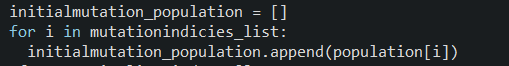 initialmutation_population = []
for i in mutationindicies_list:
  initialmutation_population.append(population[i])